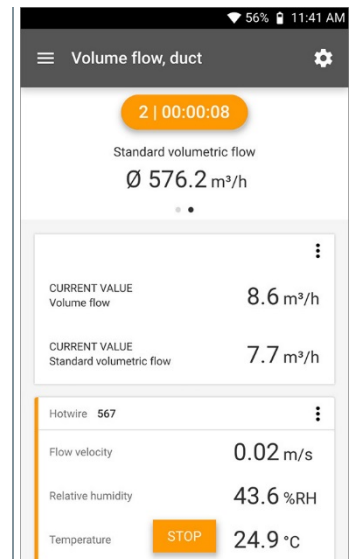 56% 11:41 AM
Volume flow, duct
2 | 00:00:08
Standard volumetric flow
Ø 576.2 m³/h
CURRENT VALUE
Volume flow
8.6 m³/h
CURRENT VALUE
Standard volumetric flow
7.7 m³/h
Hotwire 567
Flow velocity 0.02 m/s
Relative humidity 43.6 %RH
Temperature STOP 24.9 °C